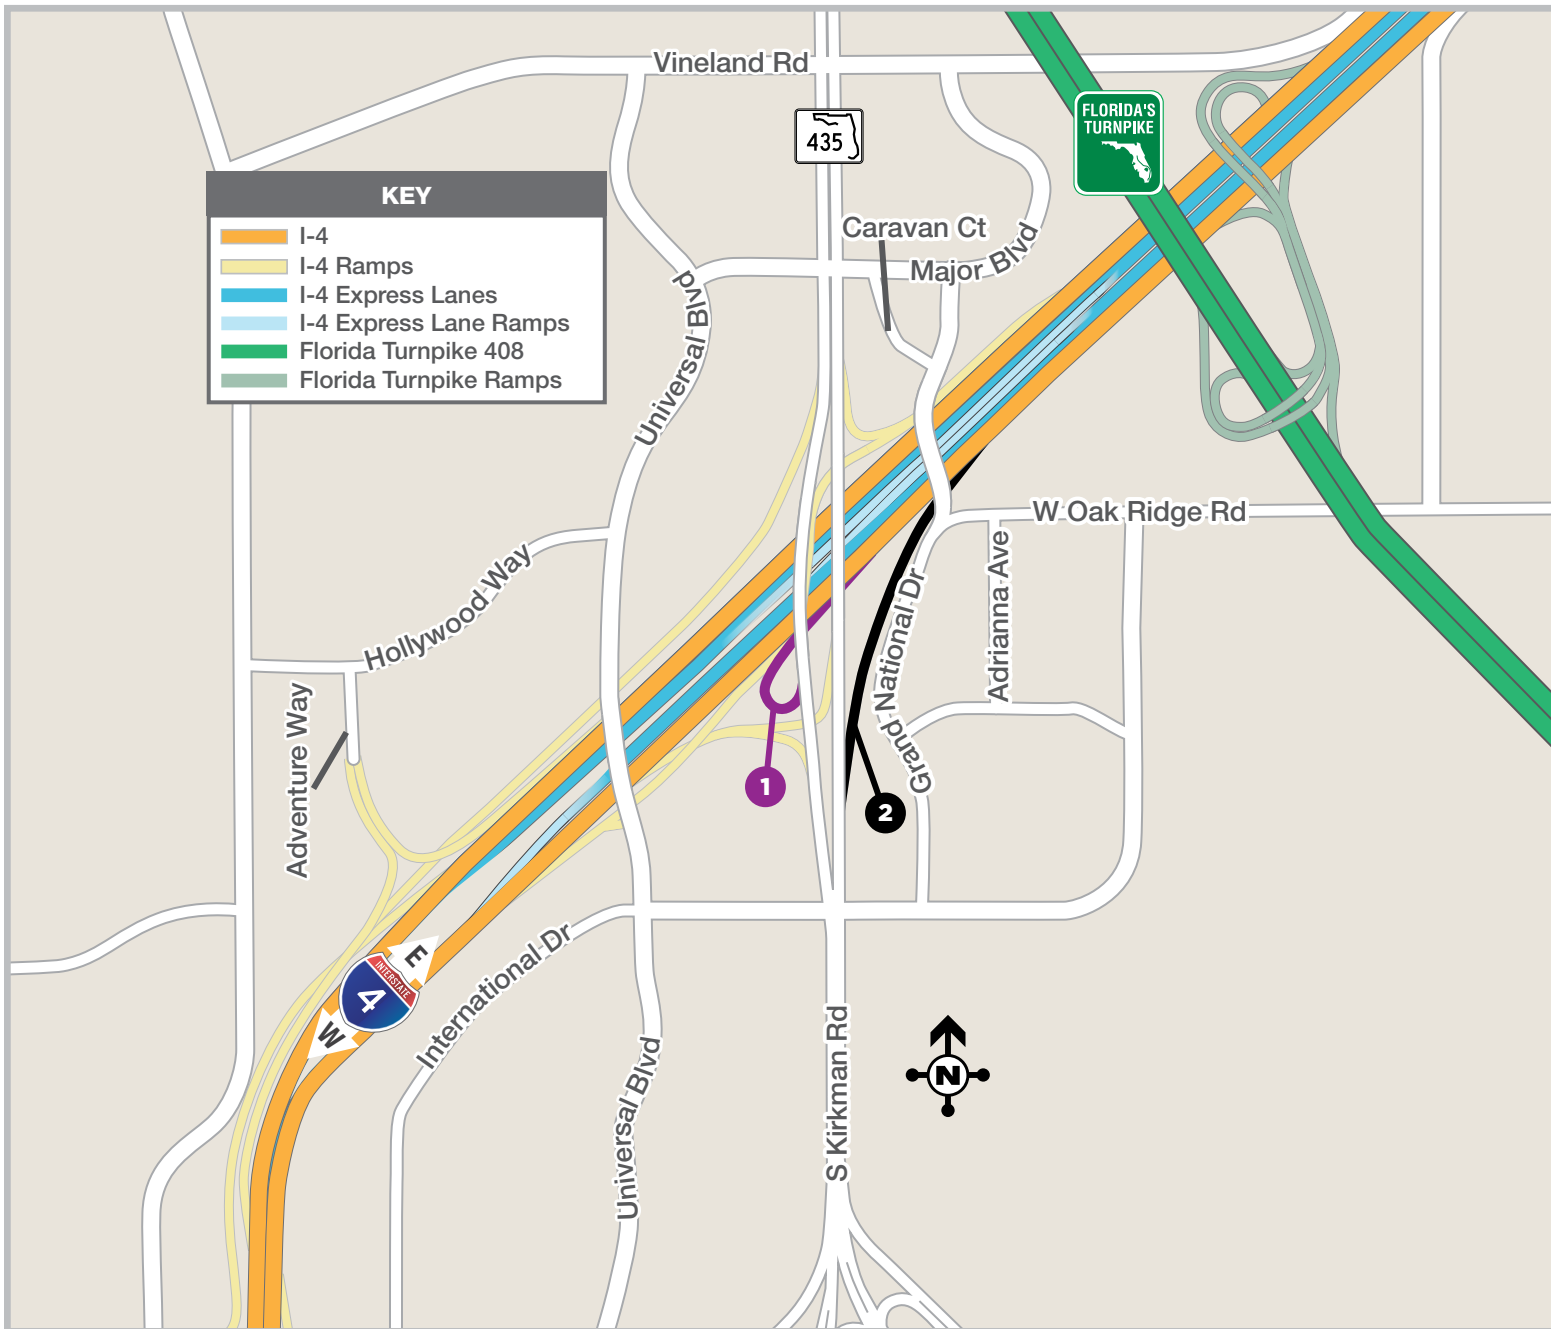 Vineland Rd
435
FLORIDA'S
TURNPIKE
KEY
I-4
I-4 Ramps
I-4 Express Lanes
I-4 Express Lane Ramps
Florida Turnpike 408
Florida Turnpike Ramps
Caravan Ct
Major Blvd
Universal Blvd
W Oak Ridge Rd
Hollywood Way
Adrianna Ave
Grand National Dr
Adventure Way
1
2
E
INTERSTATE
4
W
International Dr
Universal Blvd
S Kirkman Rd
N